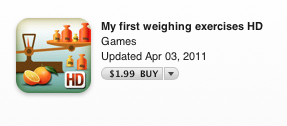 My first weighing exercises HD
Games
Updated Apr 03, 2011
$1.99 BUY
HD